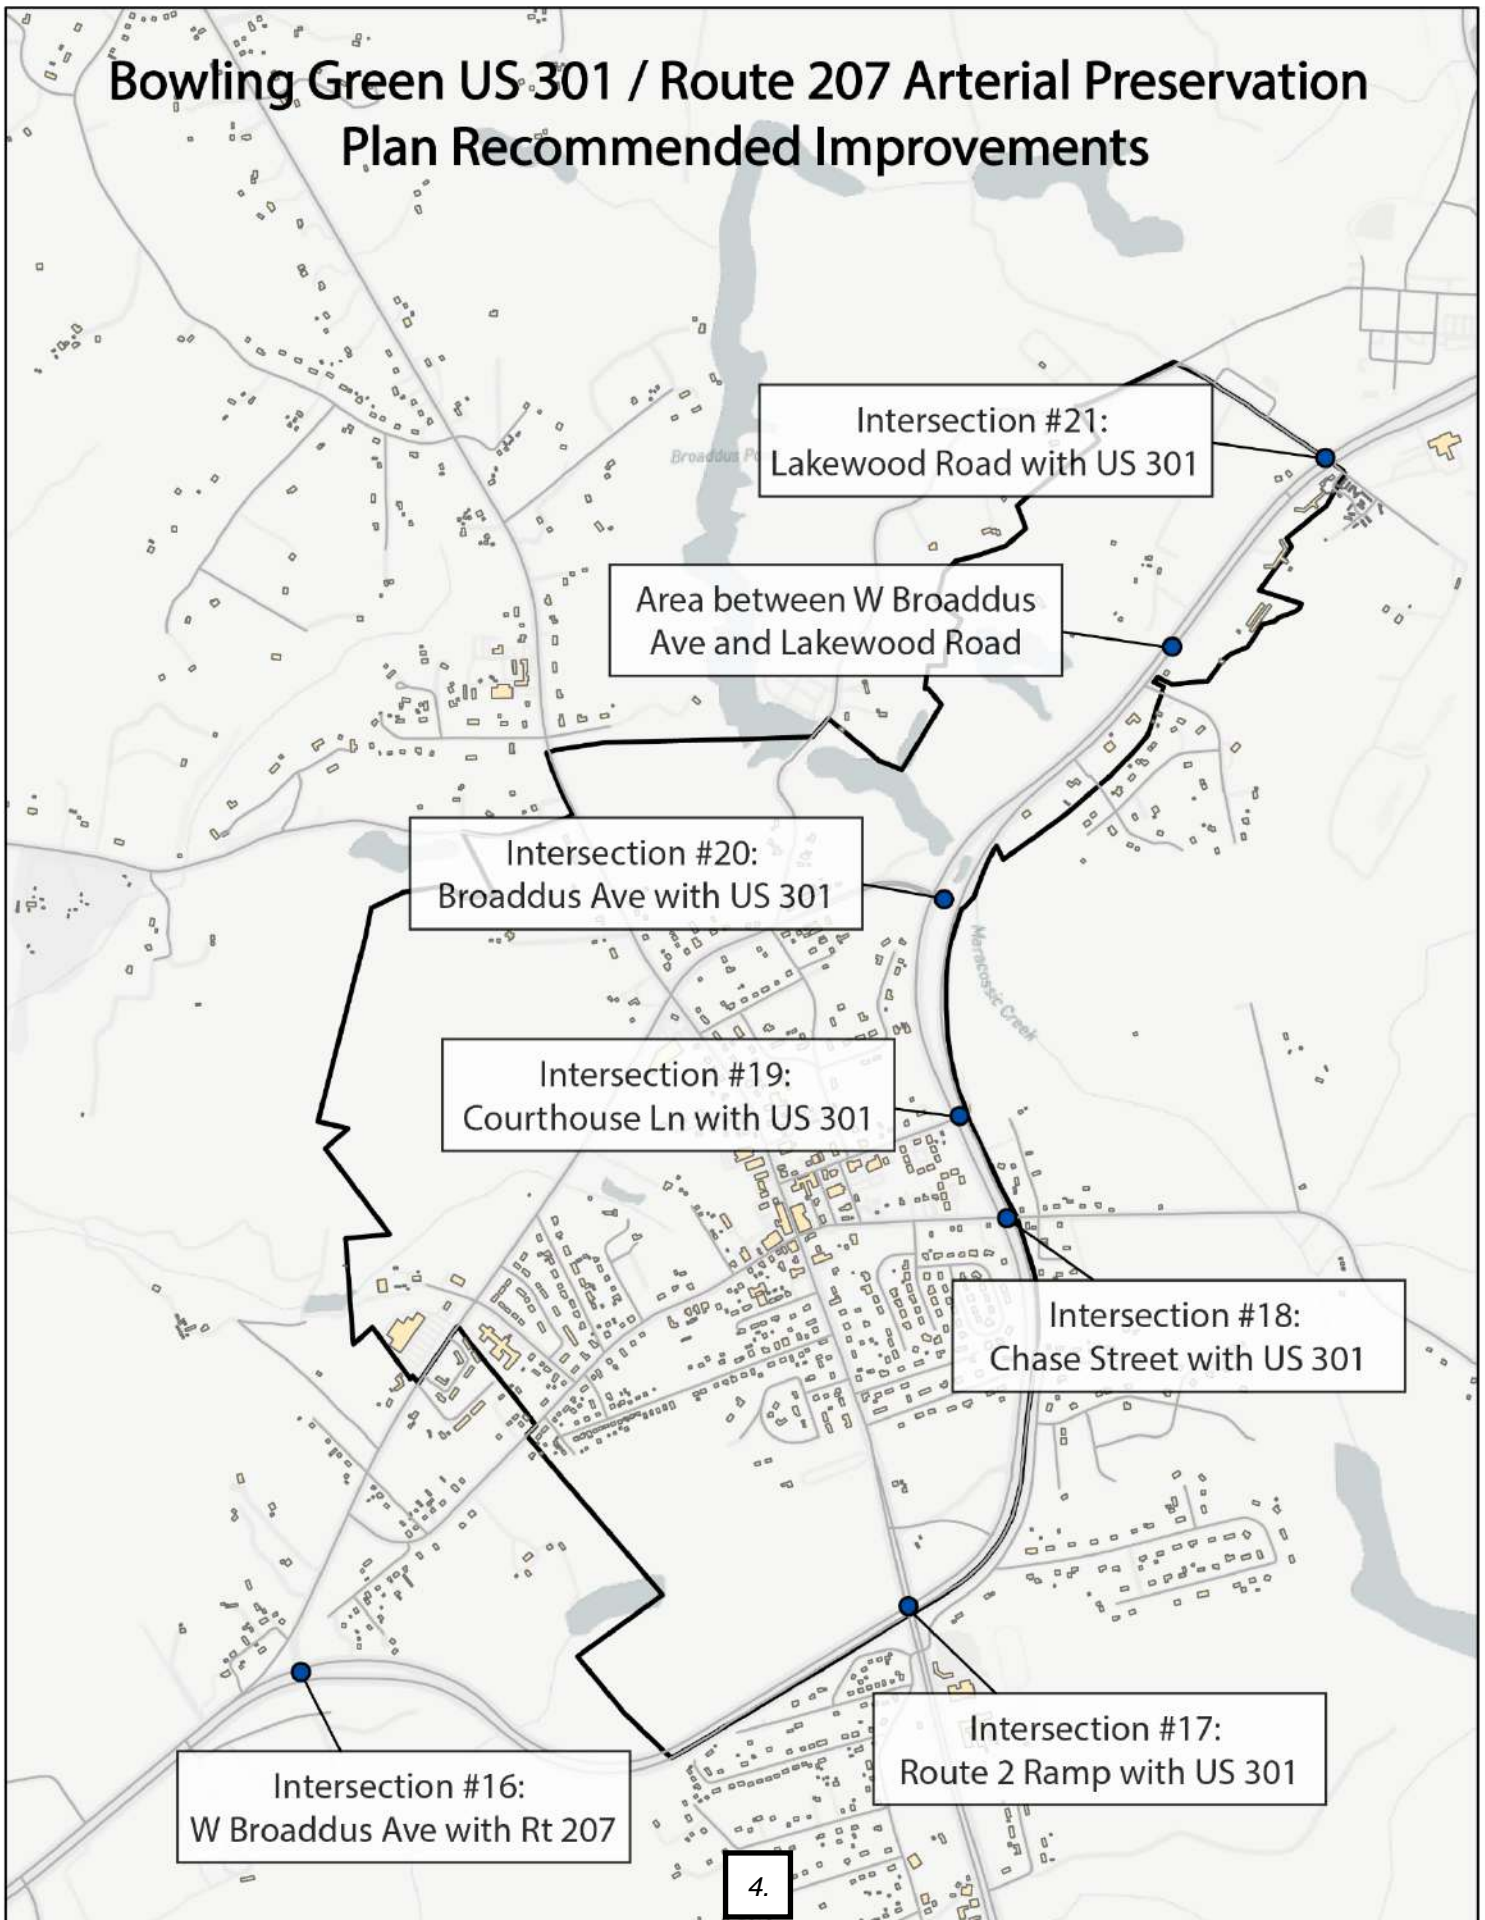 Bowling Green US 301 / Route 207 Arterial Preservation
Plan Recommended Improvements
Intersection #21:
Lakewood Road with US 301
Broaddus
Area between W Broaddus
Ave and Lakewood Road
Intersection #20:
Broaddus Ave with US 301
Maracossic Creek
Intersection #19:
Courthouse Ln with US 301
Intersection #18:
Chase Street with US 301
Intersection #17:
Route 2 Ramp with US 301
Intersection #16:
W Broaddus Ave with Rt 207
4.